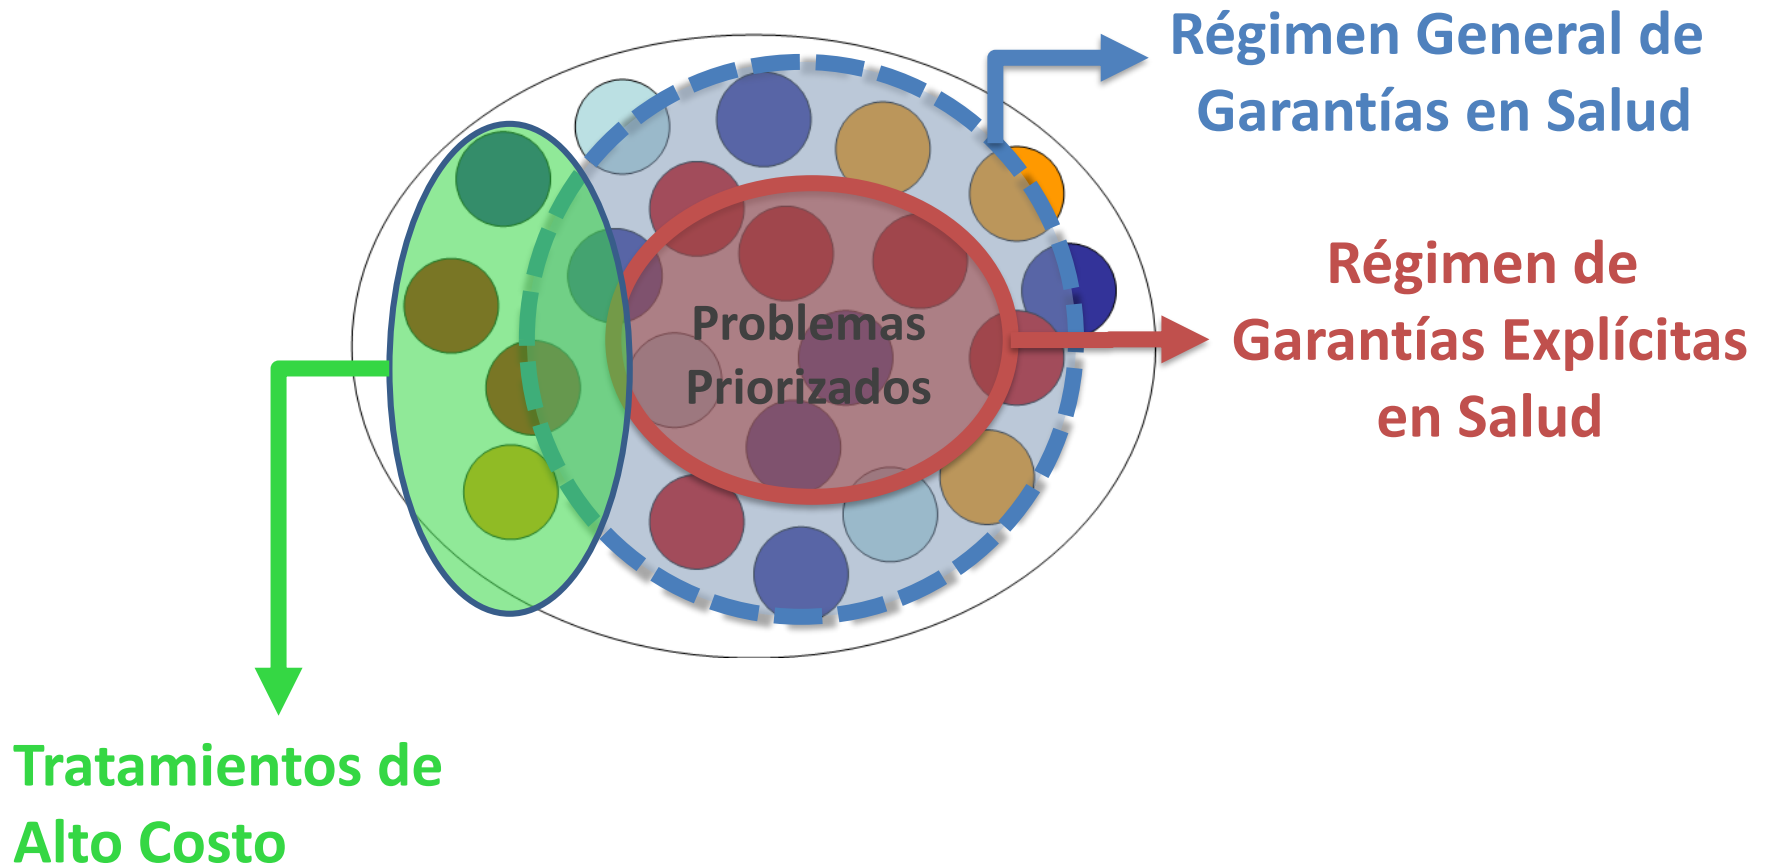 Régimen General de
Garantías en Salud
Régimen de
Garantías Explícitas
en Salud
Problemas
Priorizados
Tratamientos de
Alto Costo